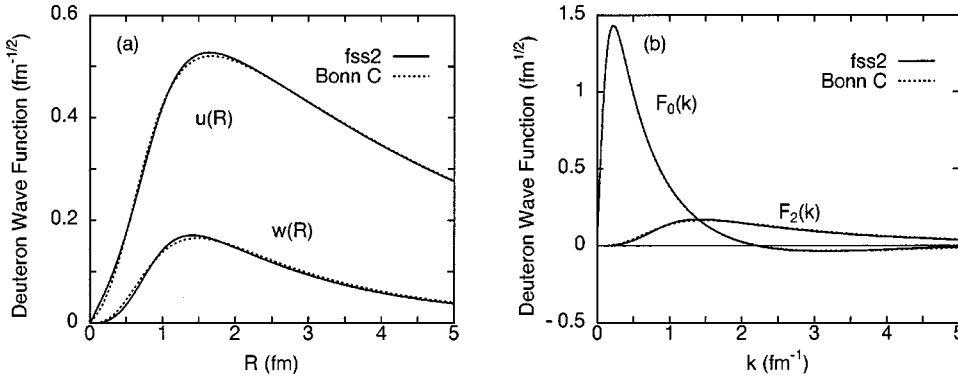 (a)
fss2
Bonn C
u(R)
w(R)
0.6
0.4
0.2
0
0
1
2
3
4
5
R (fm)
Deuteron Wave Function (fm^-1/2)
(b)
fss2
Bonn C
F0(k)
F2(k)
1.5
1
0.5
0
-0.5
0
1
2
3
4
5
k (fm^-1)
Deuteron Wave Function (fm^1/2)